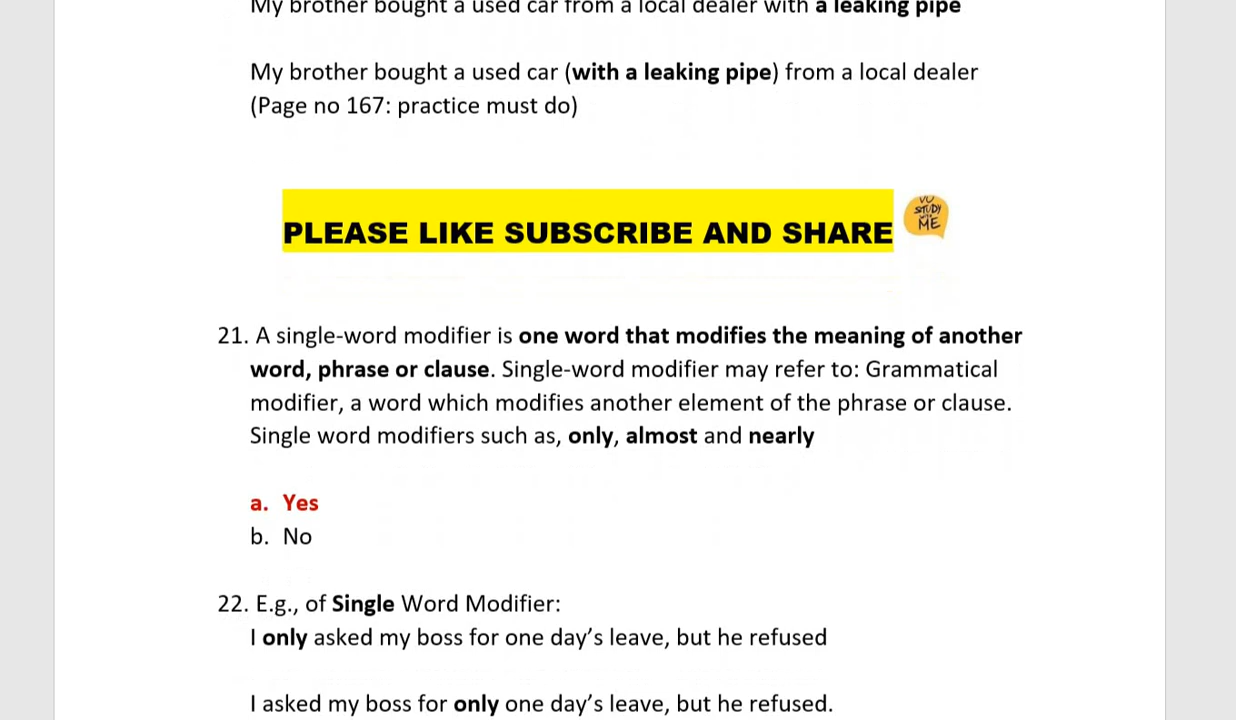 My brother bought a used car from a local dealer with a leaking pipe
My brother bought a used car (with a leaking pipe) from a local dealer
(Page no 167: practice must do)
PLEASE LIKE SUBSCRIBE AND SHARE
VU
STUDY
ME
21. A single-word modifier is one word that modifies the meaning of another
word, phrase or clause. Single-word modifier may refer to: Grammatical
modifier, a word which modifies another element of the phrase or clause.
Single word modifiers such as, only, almost and nearly
a. Yes
b. No
22. E.g., of Single Word Modifier:
I only asked my boss for one day’s leave, but he refused
I asked my boss for only one day’s leave, but he refused.